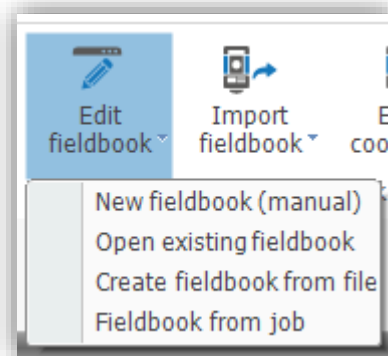 Edit
fieldbook
Import
fieldbook
New fieldbook (manual)
Open existing fieldbook
Create fieldbook from file
Fieldbook from job